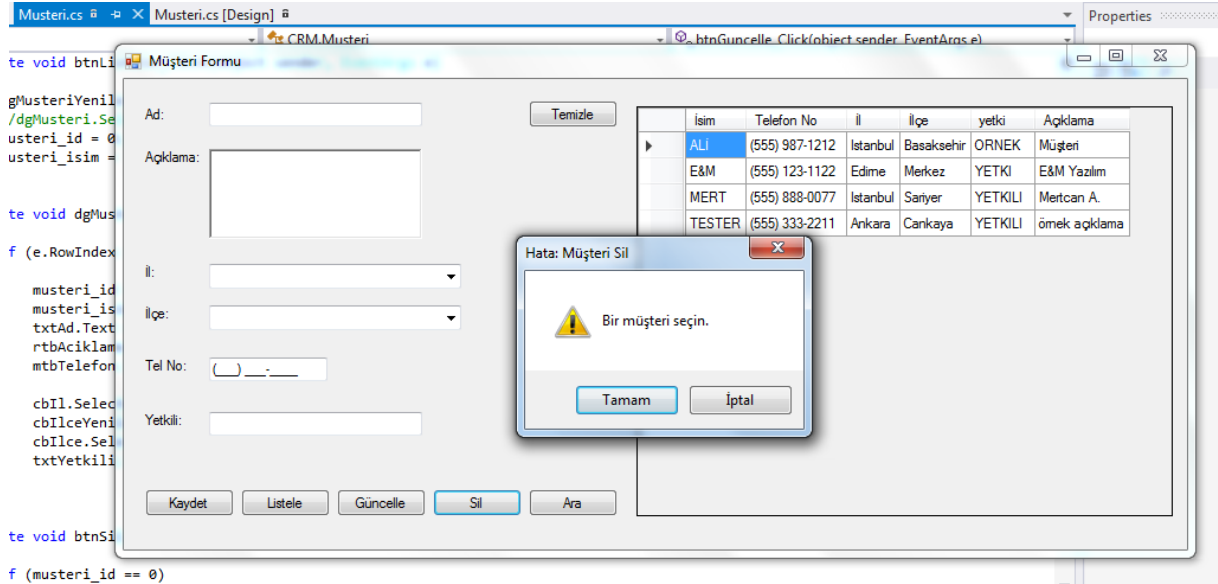 Musteri.cs
Musteri.cs [Design]
Properties
CRM.Musteri
btnGuncelle_Click(object sender, EventArgs e)
te void btnLi
gMusteriYenil
/dgMusteri.Se
usteri_id = 0
usteri_isim =
te void dgMus
f (e.RowIndex
musteri_id
musteri_is
txtAd.Text
rtbAciklam
mtbTelefon
cbIl.Selec
cbIlceYeni
cbIlce.Sel
txtYetkili
te void btnSi
f (musteri_id == 0)
Müşteri Formu
Ad:
Temizle
Açıklama:
İl:
İlçe:
Tel No:
(__) ___-____
Yetkili:
Kaydet Listele Güncelle Sil Ara
İsim Telefon No il ilçe yetki Açıklama
ALİ (555) 987-1212 Istanbul Basaksehir ORNEK Müşteri
E&M (555) 123-1122 Edirne Merkez YETKI E&M Yazılım
MERT (555) 888-0077 Istanbul Sariyer YETKILI Mertcan A.
TESTER (555) 333-2211 Ankara Cankaya YETKILI örnek açıklama
Hata: Müşteri Sil
Bir müşteri seçin.
Tamam İptal